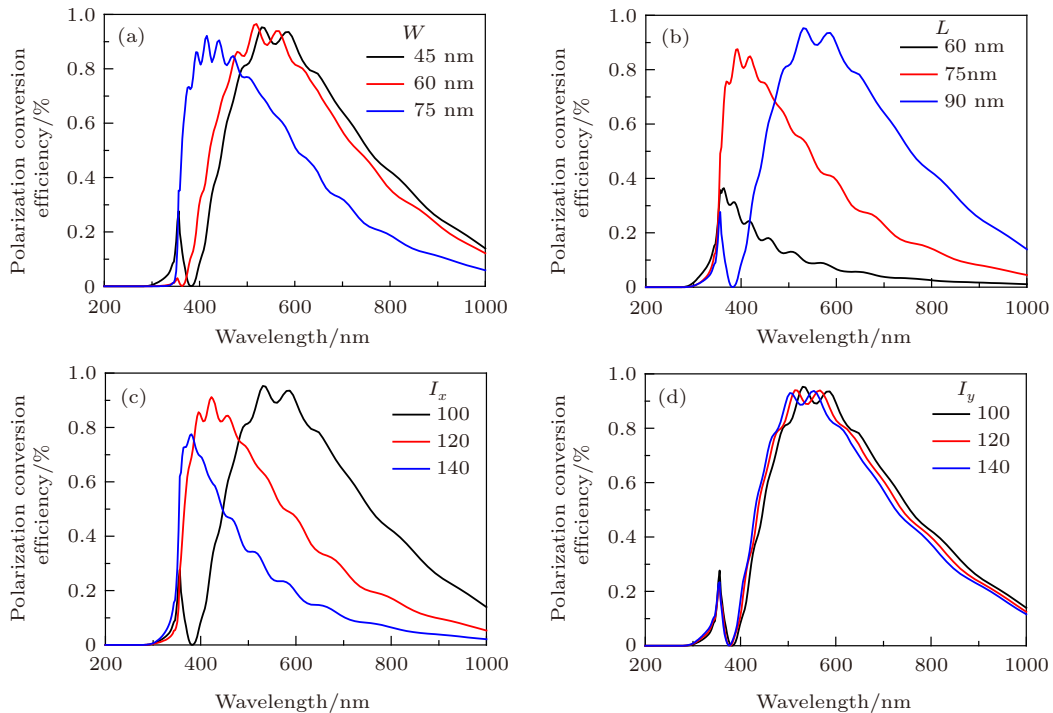 (a)
W
45 nm
60 nm
75 nm
1.0
0.8
0.6
0.4
0.2
0
200
400
600
800
1000
Wavelength/nm
Polarization conversion
efficiency/%
(b)
L
60 nm
75nm
90 nm
1.0
0.8
0.6
0.4
0.2
0
200
400
600
800
1000
Wavelength/nm
Polarization conversion
efficiency/%
(c)
I_x
100
120
140
1.0
0.8
0.6
0.4
0.2
0
200
400
600
800
1000
Wavelength/nm
Polarization conversion
efficiency/%
(d)
I_y
100
120
140
1.0
0.8
0.6
0.4
0.2
0
200
400
600
800
1000
Wavelength/nm
Polarization conversion
efficiency/%